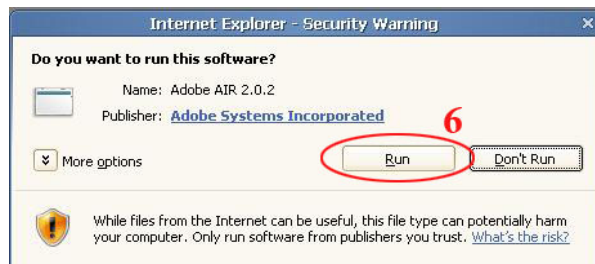 Internet Explorer - Security Warning
Do you want to run this software?
Name: Adobe AIR 2.0.2
Publisher: Adobe Systems Incorporated
6
More options
Run
Don't Run
While files from the Internet can be useful, this file type can potentially harm
your computer. Only run software from publishers you trust. What's the risk?